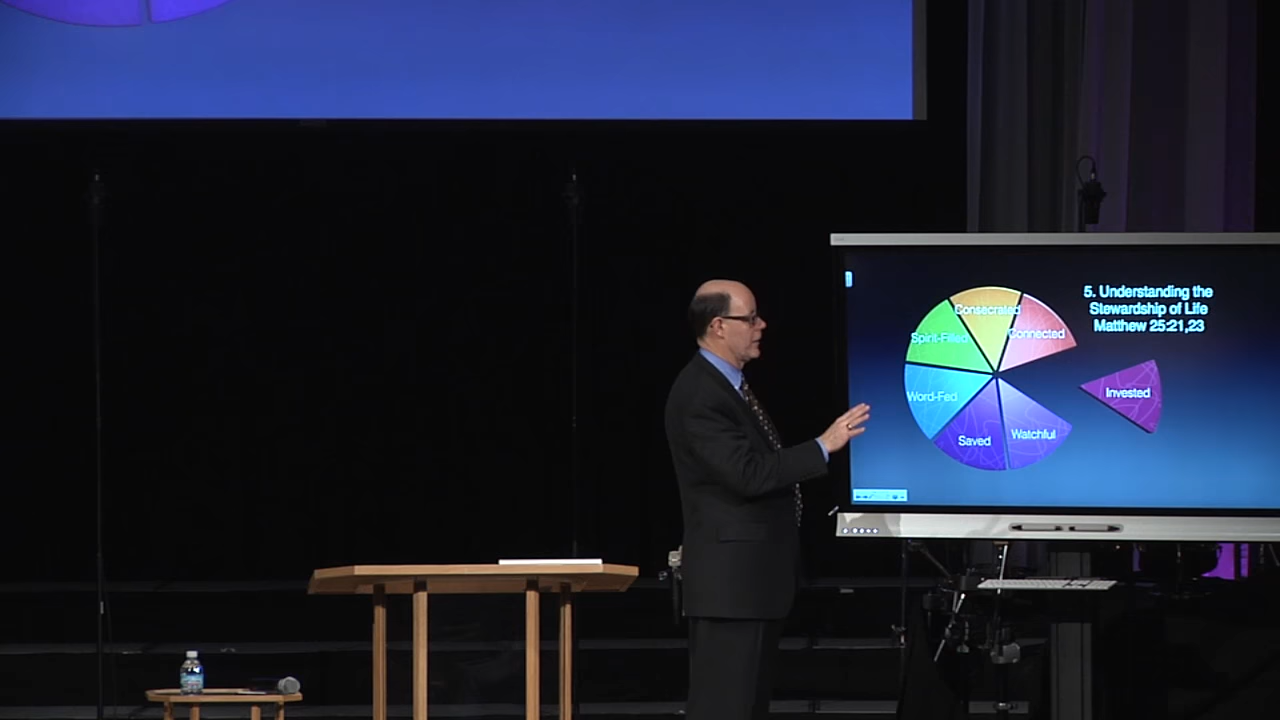 5. Understanding the
Stewardship of Life
Matthew 25:21,23
Consecrated
Connected
Spirit-Filled
Word-Fed
Saved
Watchful
Invested